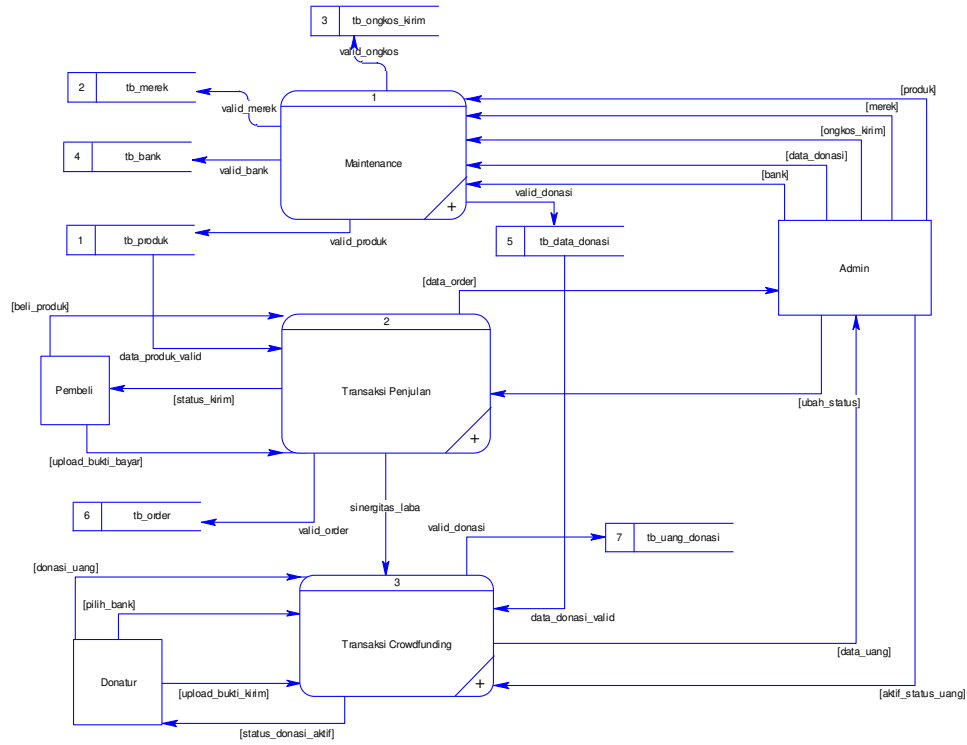 3 tb_ongkos_kirim
valid_ongkos
2 tb_merek
valid_merek
1
[produk]
[merek]
[ongkos_kirim]
4 tb_bank
valid_bank
Maintenance
[data_donasi]
[bank]
valid_donasi
+
1 tb_produk
valid_produk
5 tb_data_donasi
Admin
[data_order]
[beli_produk]
2
data_produk_valid
Pembeli
[status_kirim]
Transaksi Penjulan
[ubah_status]
+
[upload_bukti_bayar]
sinergitas_laba
6 tb_order
valid_order
valid_donasi
7 tb_uang_donasi
[donasi_uang]
3
[pilih_bank]
data_donasi_valid
Transaksi Crowdfunding
[data_uang]
Donatur
[upload_bukti_kirim]
+
[aktif_status_uang]
[status_donasi_aktif]